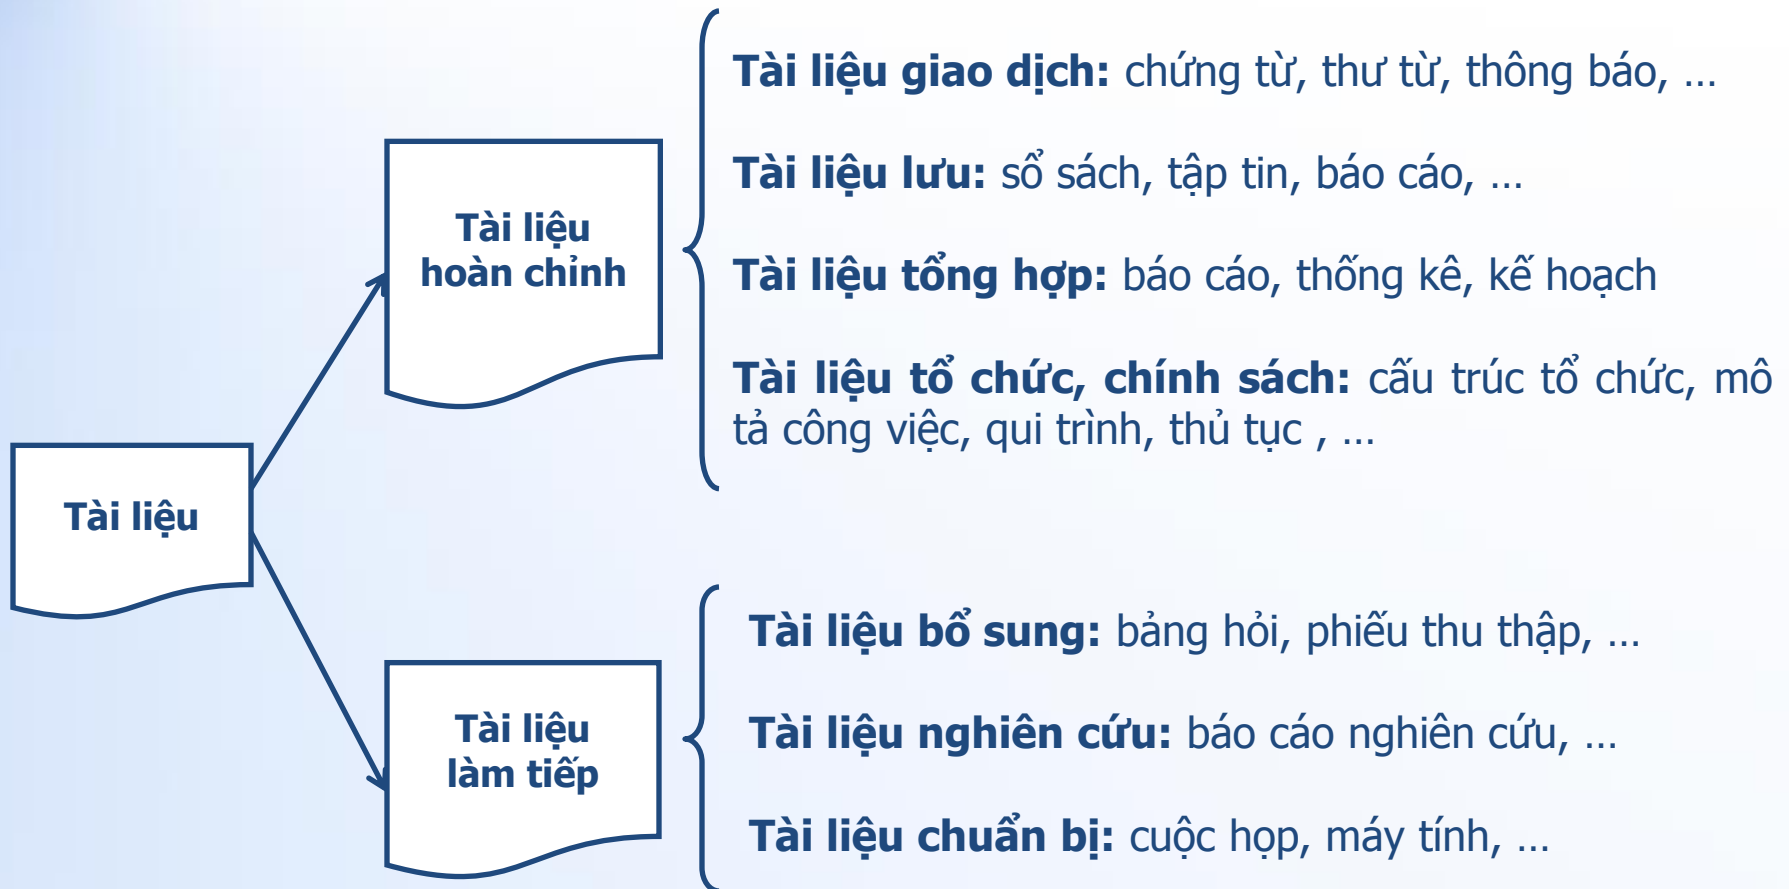 Tài liệu
Tài liệu
hoàn chỉnh
Tài liệu giao dịch: chứng từ, thư từ, thông báo, ...
Tài liệu lưu: sổ sách, tập tin, báo cáo, ...
Tài liệu tổng hợp: báo cáo, thống kê, kế hoạch
Tài liệu tổ chức, chính sách: cấu trúc tổ chức, mô
tả công việc, qui trình, thủ tục , ...
Tài liệu
làm tiếp
Tài liệu bổ sung: bảng hỏi, phiếu thu thập, ...
Tài liệu nghiên cứu: báo cáo nghiên cứu, ...
Tài liệu chuẩn bị: cuộc họp, máy tính, ...